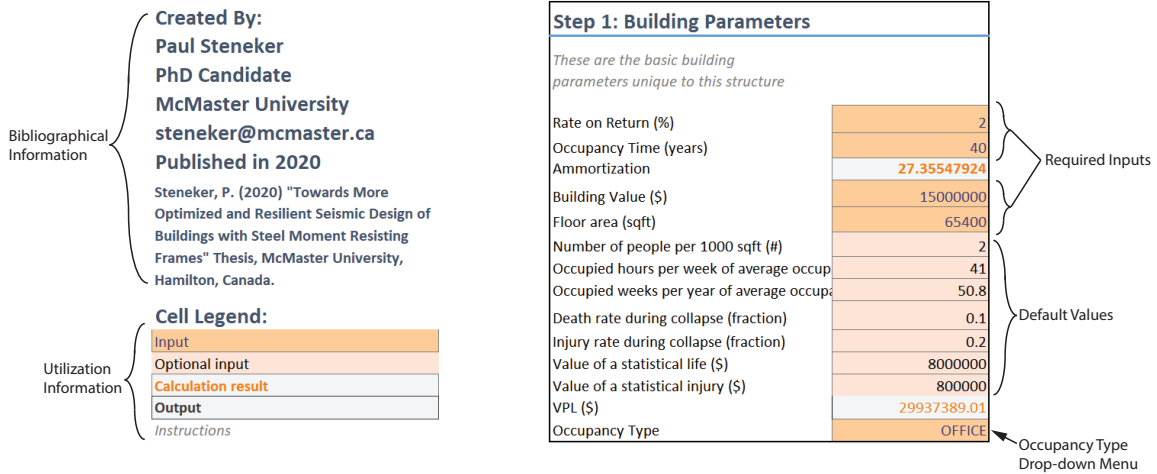 Created By:
Paul Steneker
PhD Candidate
McMaster University
steneker@mcmaster.ca
Published in 2020
Steneker, P. (2020) "Towards More
Optimized and Resilient Seismic Design of
Buildings with Steel Moment Resisting
Frames" Thesis, McMaster University,
Hamilton, Canada.
Bibliographical
Information
Cell Legend:
Input
Optional input
Calculation result
Output
Instructions
Utilization
Information
Step 1: Building Parameters
These are the basic building
parameters unique to this structure
Rate on Return (%) 2
Occupancy Time (years) 40
Ammortization 27.35547924
Building Value ($) 15000000
Floor area (sqft) 65400
Number of people per 1000 sqft (#) 2
Occupied hours per week of average occup 41
Occupied weeks per year of average occupa 50.8
Death rate during collapse (fraction) 0.1
Injury rate during collapse (fraction) 0.2
Value of a statistical life ($) 8000000
Value of a statistical injury ($) 800000
VPL ($) 29937389.01
Occupancy Type OFFICE
Required Inputs
Default Values
Occupancy Type
Drop-down Menu